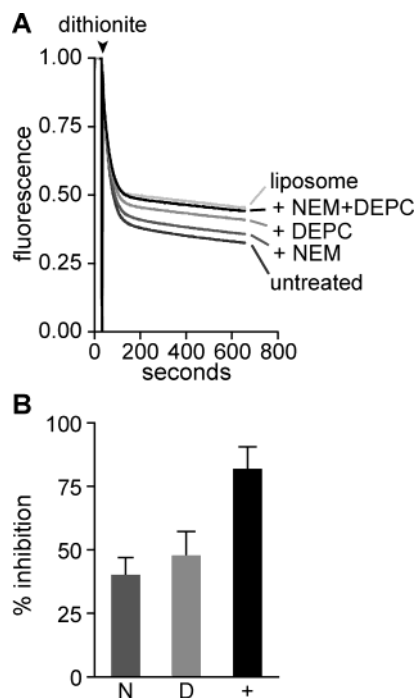 A
dithionite
1.00
0.75
0.50
0.25
0.00
fluorescence
liposome
+ NEM+DEPC
+ DEPC
+ NEM
untreated
0 200 400 600 800
seconds
B
100
75
50
25
0
% inhibition
N D +